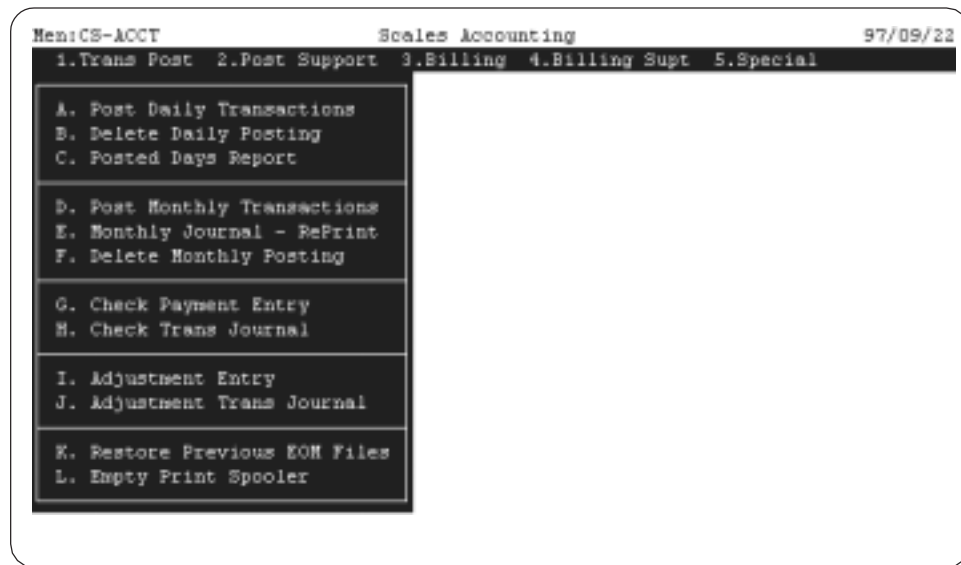 Men:CS-ACCT Scales Accounting 97/09/22
1.Trans Post 2.Post Support 3.Billing 4.Billing Supt 5.Special
A. Post Daily Transactions
B. Delete Daily Posting
C. Posted Days Report
D. Post Monthly Transactions
E. Monthly Journal - RePrint
F. Delete Monthly Posting
G. Check Payment Entry
H. Check Trans Journal
I. Adjustment Entry
J. Adjustment Trans Journal
K. Restore Previous EOM Files
L. Empty Print Spooler